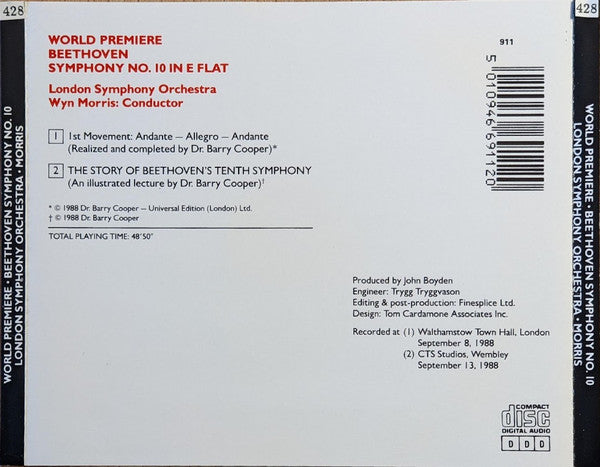 428
428
WORLD PREMIERE
BEETHOVEN
SYMPHONY NO. 10 IN E FLAT
London Symphony Orchestra
Wyn Morris: Conductor
911
5 010946 691120
1 1st Movement: Andante – Allegro – Andante
(Realized and completed by Dr. Barry Cooper)*
2 THE STORY OF BEETHOVEN'S TENTH SYMPHONY
(An illustrated lecture by Dr. Barry Cooper)†
* © 1988 Dr. Barry Cooper – Universal Edition (London) Ltd.
† © 1988 Dr. Barry Cooper
TOTAL PLAYING TIME: 48'50"
Produced by John Boyden
Engineer: Trygg Tryggvason
Editing & post-production: Finesplice Ltd.
Design: Tom Cardamone Associates Inc.
Recorded at (1) Walthamstow Town Hall, London
September 8, 1988
(2) CTS Studios, Wembley
September 13, 1988
COMPACT
disc
DIGITAL AUDIO
D D D
WORLD PREMIERE · BEETHOVEN SYMPHONY NO. 10
LONDON SYMPHONY ORCHESTRA · MORRIS
WORLD PREMIERE · BEETHOVEN SYMPHONY NO. 10
LONDON SYMPHONY ORCHESTRA · MORRIS